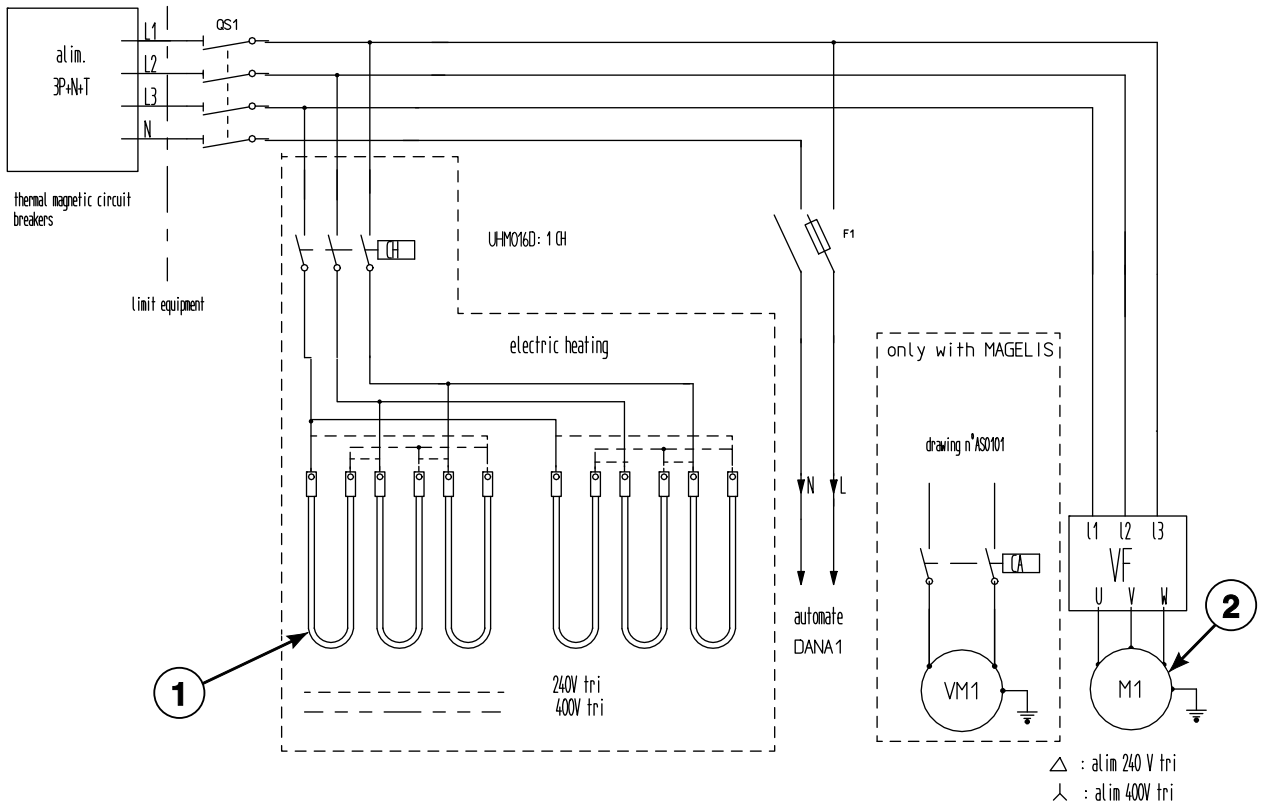 L1
QS1
alim.
3P+N+T
L2
L3
N
thermal magnetic circuit
breakers
limit equipment
CH
UHM016D: 1 CH
F1
electric heating
only with MAGELIS
drawing n°AS0101
N
L
l1 l2 l3
VF
U V W
CA
automate
DANA1
1
2
VM1
M1
240V tri
400V tri
: alim 240 V tri
: alim 400V tri